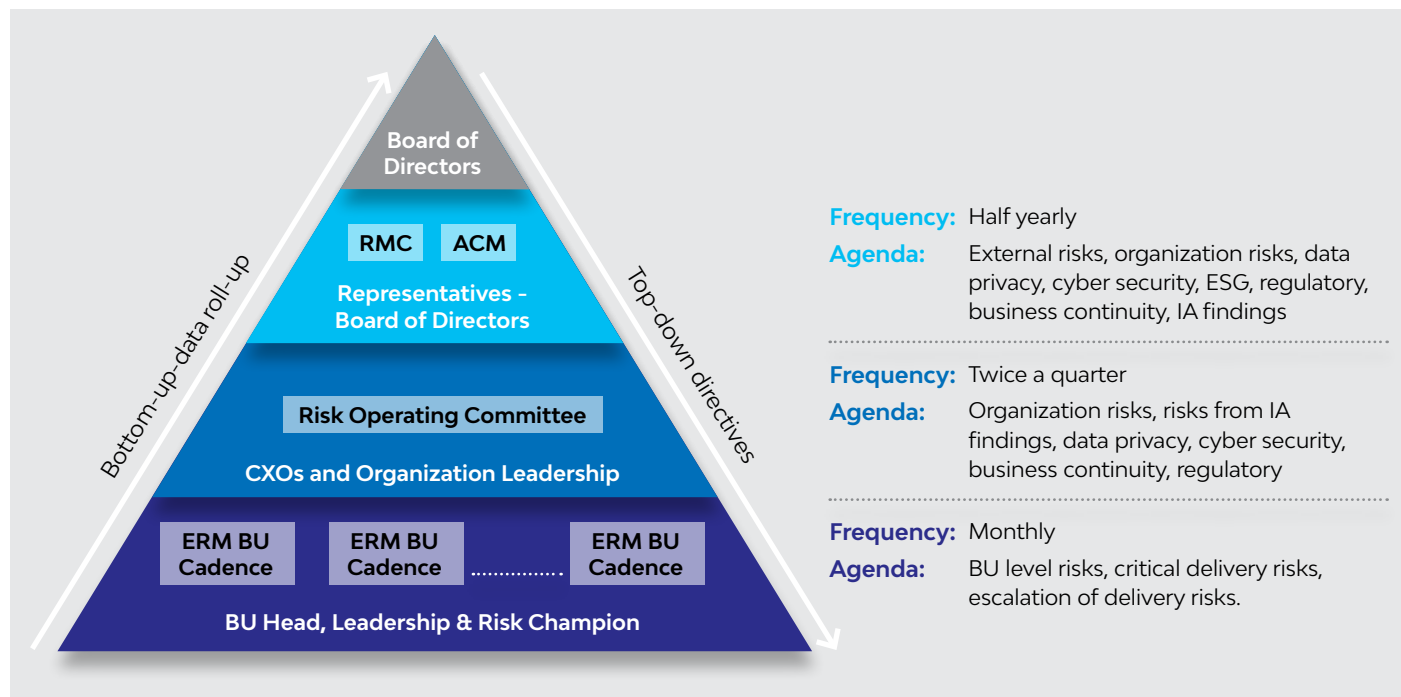 Board of
Directors
RMC
ACM
Representatives -
Board of Directors
Risk Operating Committee
CXOs and Organization Leadership
ERM BU
Cadence
ERM BU
Cadence
ERM BU
Cadence
BU Head, Leadership & Risk Champion
Bottom-up-data roll-up
Top-down directives
Frequency: Half yearly
Agenda: External risks, organization risks, data
privacy, cyber security, ESG, regulatory,
business continuity, IA findings
Frequency: Twice a quarter
Agenda: Organization risks, risks from IA
findings, data privacy, cyber security,
business continuity, regulatory
Frequency: Monthly
Agenda: BU level risks, critical delivery risks,
escalation of delivery risks.